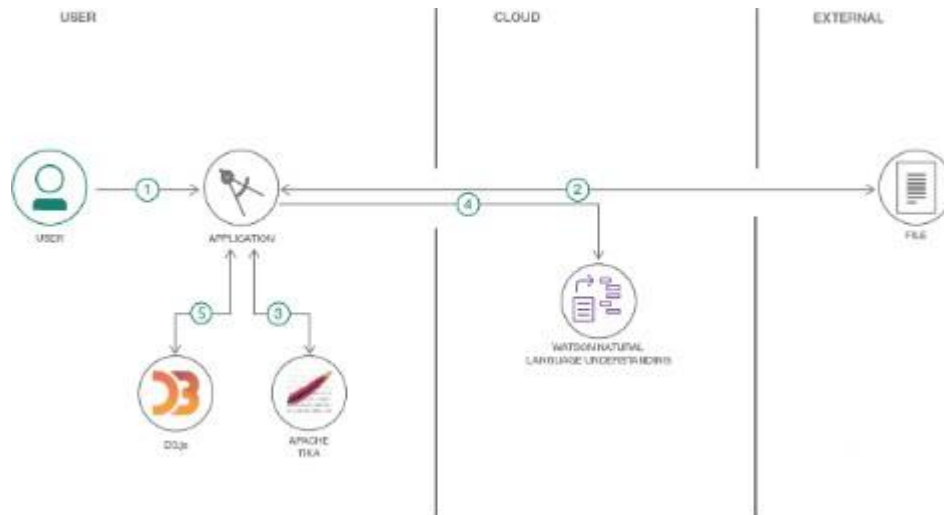 USER
CLOUD
EXTERNAL
1
2
4
USER
APPLICATION
FILE
5
3
WATSON NATURAL
LANGUAGE UNDERSTANDING
D3.js
APACHE
TIKA